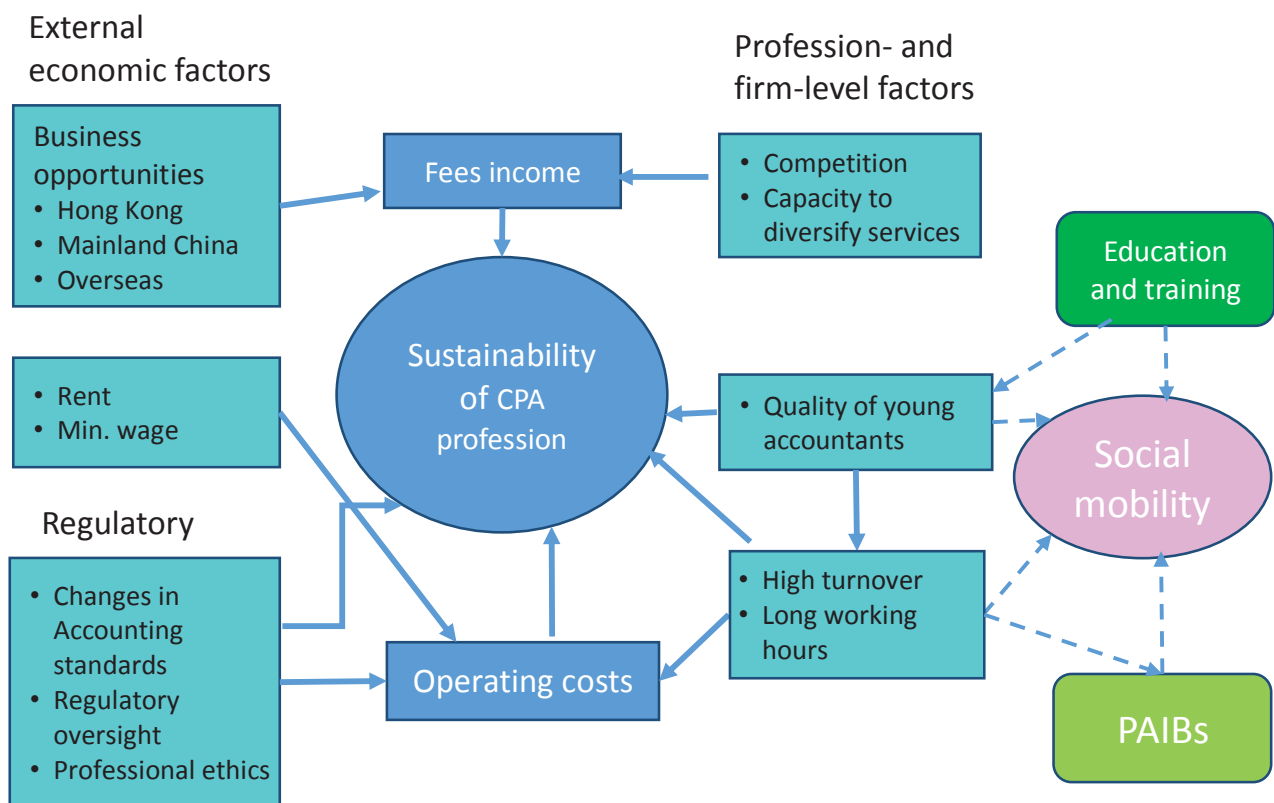 External
economic factors
Business
opportunities
• Hong Kong
• Mainland China
• Overseas
• Rent
• Min. wage
Regulatory
• Changes in
Accounting
standards
• Regulatory
oversight
• Professional ethics
Fees income
Sustainability
of CPA
profession
Operating costs
Profession- and
firm-level factors
• Competition
• Capacity to
diversify services
• Quality of young
accountants
• High turnover
• Long working
hours
Education
and training
Social
mobility
PAIBs